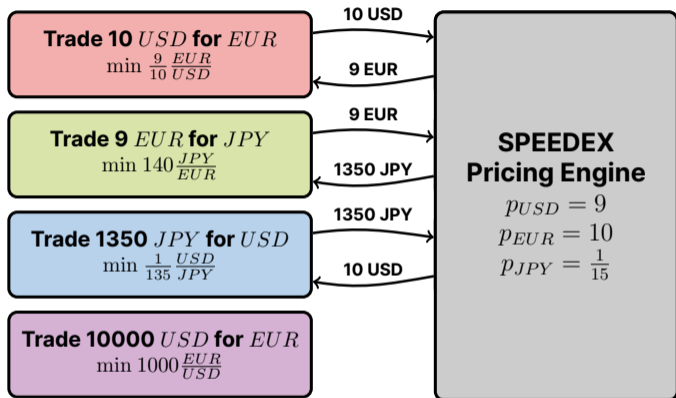 Trade 10 USD for EUR
min 9/10 EUR/USD
10 USD
9 EUR
Trade 9 EUR for JPY
min 140 JPY/EUR
9 EUR
1350 JPY
Trade 1350 JPY for USD
min 1/135 USD/JPY
1350 JPY
10 USD
Trade 10000 USD for EUR
min 1000 EUR/USD
SPEEDEX
Pricing Engine
p_USD = 9
p_EUR = 10
p_JPY = 1/15